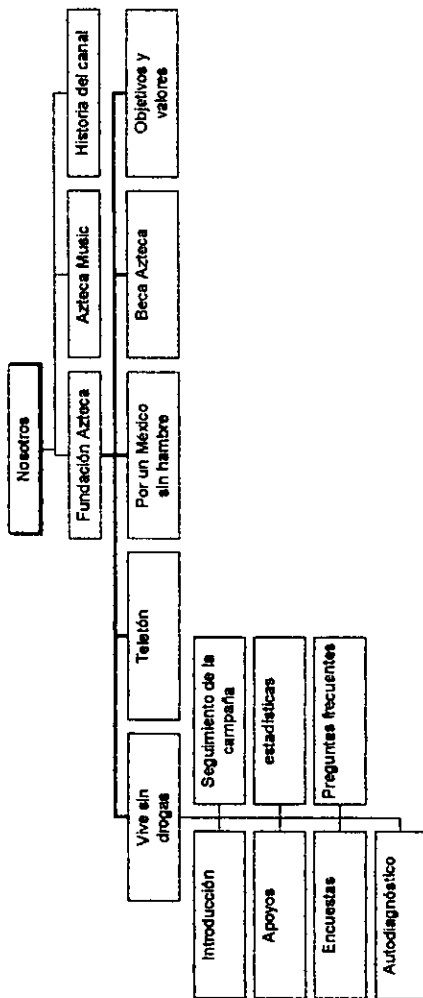 Nosotros
Fundación Azteca
Azteca Music
Historia del canal
Vive sin
drogas
Teletón
Por un México
sin hambre
Beca Azteca
Objetivos y
valores
Introducción
Seguimiento de la
campaña
Apoyos
estadísticas
Encuestas
Preguntas frecuentes
Autodiagnóstico